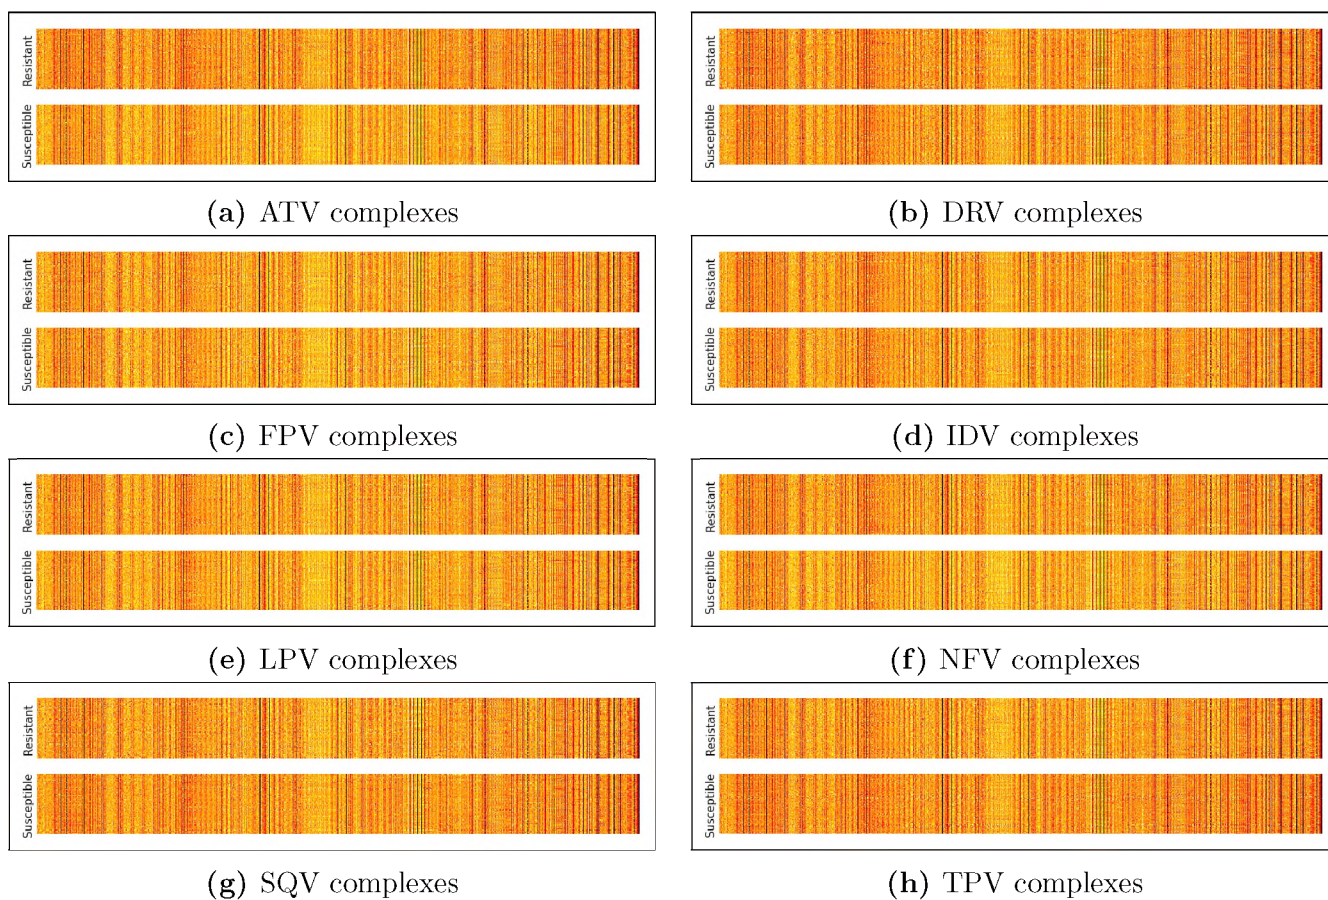 Resistant
Susceptible
(a) ATV complexes
Resistant
Susceptible
(b) DRV complexes
Resistant
Susceptible
(c) FPV complexes
Resistant
Susceptible
(d) IDV complexes
Resistant
Susceptible
(e) LPV complexes
Resistant
Susceptible
(f) NFV complexes
Resistant
Susceptible
(g) SQV complexes
Resistant
Susceptible
(h) TPV complexes